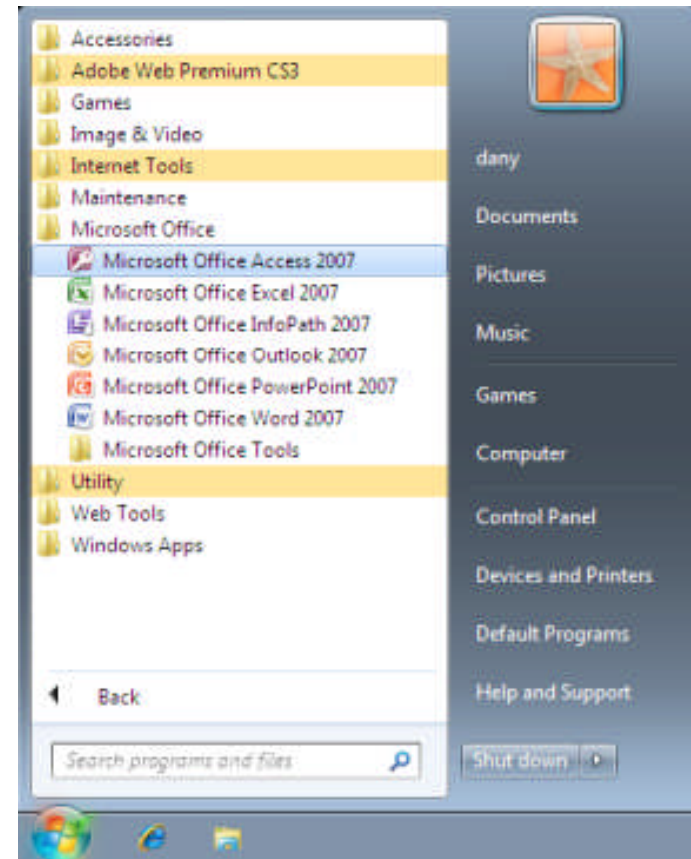 Accessories
Adobe Web Premium CS3
Games
Image & Video
Internet Tools
Maintenance
Microsoft Office
Microsoft Office Access 2007
Microsoft Office Excel 2007
Microsoft Office InfoPath 2007
Microsoft Office Outlook 2007
Microsoft Office PowerPoint 2007
Microsoft Office Word 2007
Microsoft Office Tools
Utility
Web Tools
Windows Apps
Back
Search programs and files
dany
Documents
Pictures
Music
Games
Computer
Control Panel
Devices and Printers
Default Programs
Help and Support
Shut down